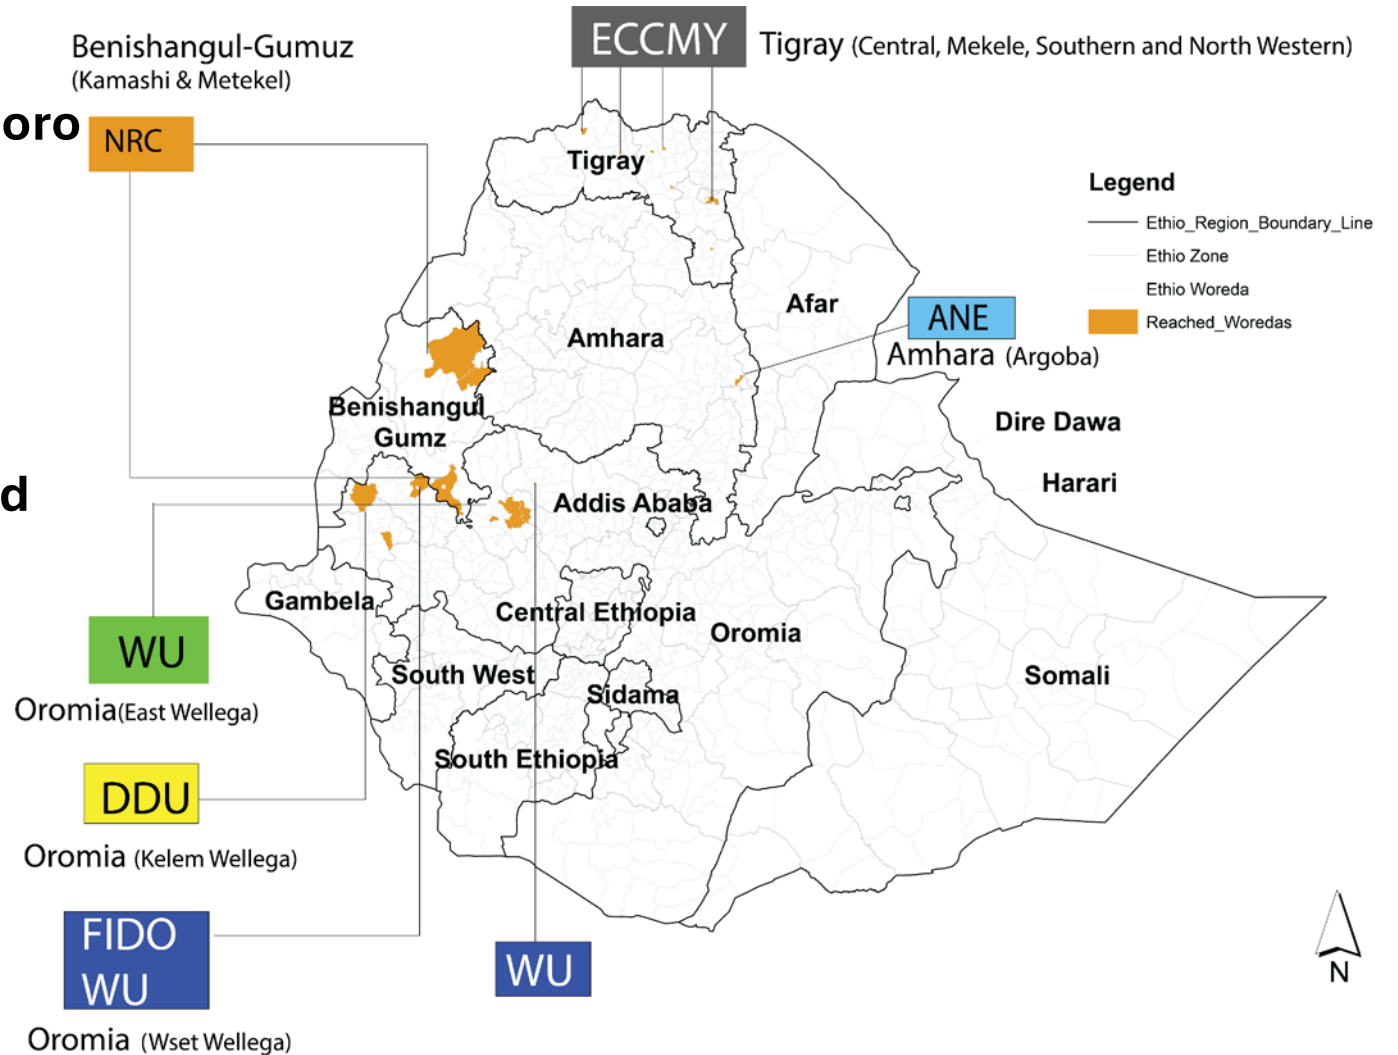 ECCMY
Tigray (Central, Mekele, Southern and North Western)
Benishangul-Gumuz
(Kamashi & Metekel)
oro
NRC
Tigray
Legend
Ethio_Region_Boundary_Line
Ethio Zone
Ethio Woreda
Reached_Woredas
Afar
ANE
Amhara (Argoba)
Amhara
Benishangul
Gumz
Dire Dawa
Harari
d
Addis Ababa
Gambela
Central Ethiopia
Oromia
WU
Oromia(East Wellega)
South West
Sidama
Somali
South Ethiopia
DDU
Oromia (Kelem Wellega)
FIDO
WU
Oromia (Wset Wellega)
WU
N